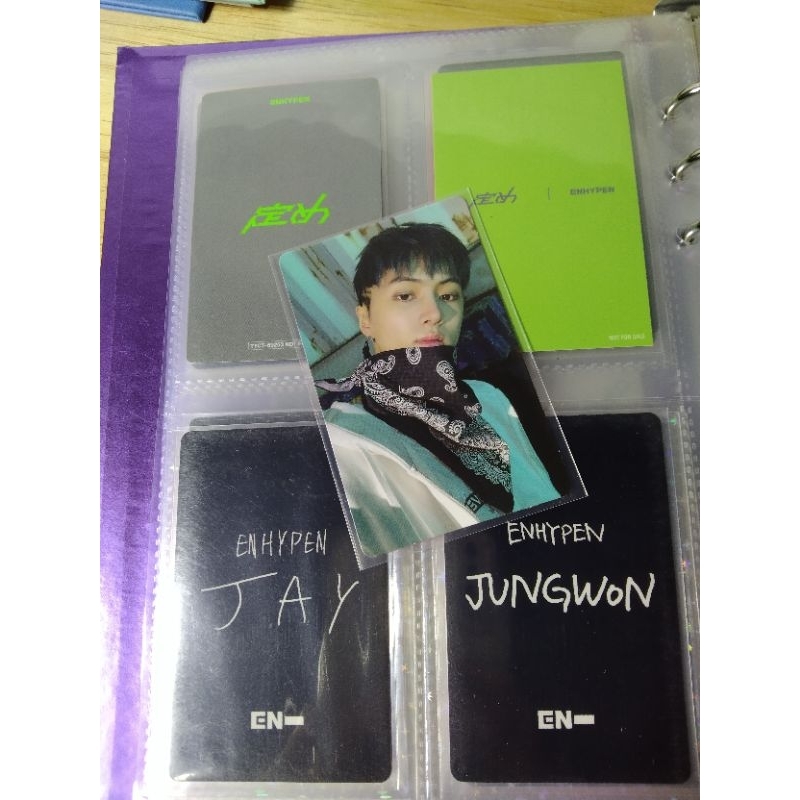 ENHYPEN
定め
定め | ENHYPEN
NOT FOR SALE
ENHYPEN
JAY
EN-
ENHYPEN
JUNGWON
EN-